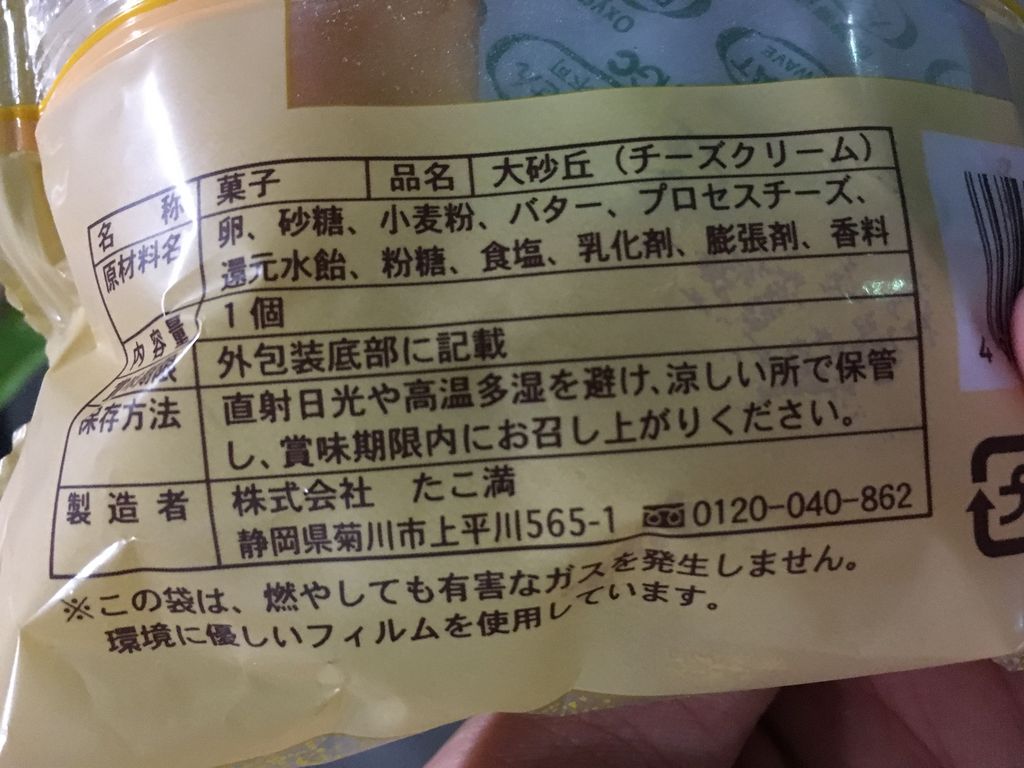 名称 菓子 品名 大砂丘（チーズクリーム）
原材料名 卵、砂糖、小麦粉、バター、プロセスチーズ、
還元水飴、粉糖、食塩、乳化剤、膨張剤、香料
内容量 1個
外包装底部に記載
保存方法 直射日光や高温多湿を避け、涼しい所で保管
し、賞味期限内にお召し上がりください。
製造者 株式会社 たこ満
静岡県菊川市上平川565-1 0120-040-862
※この袋は、燃やしても有害なガスを発生しません。
環境に優しいフィルムを使用しています。
4